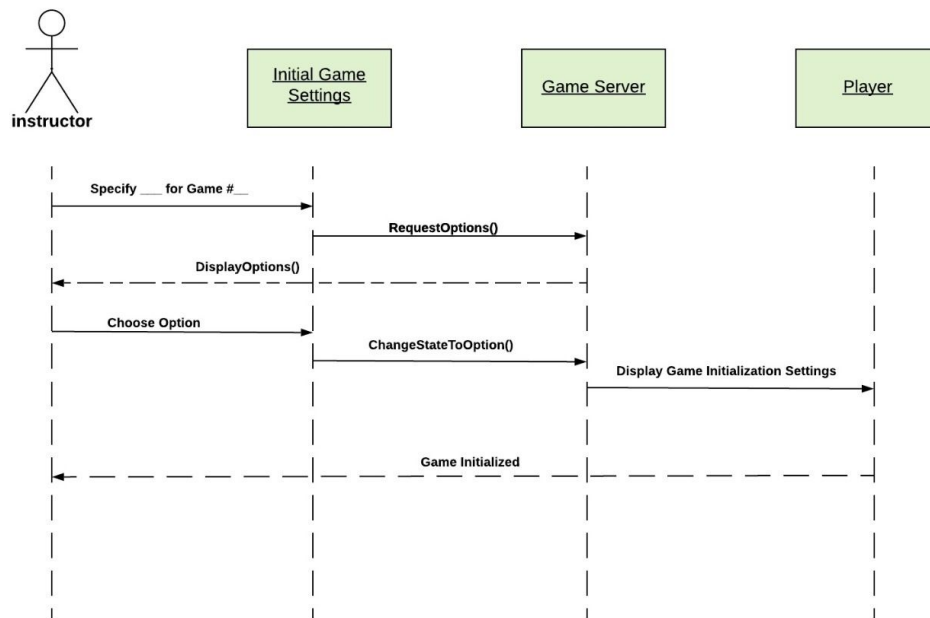 Initial Game
Settings
Game Server
Player
instructor
Specify ___ for Game #__
RequestOptions()
DisplayOptions()
Choose Option
ChangeStateToOption()
Display Game Initialization Settings
Game Initialized